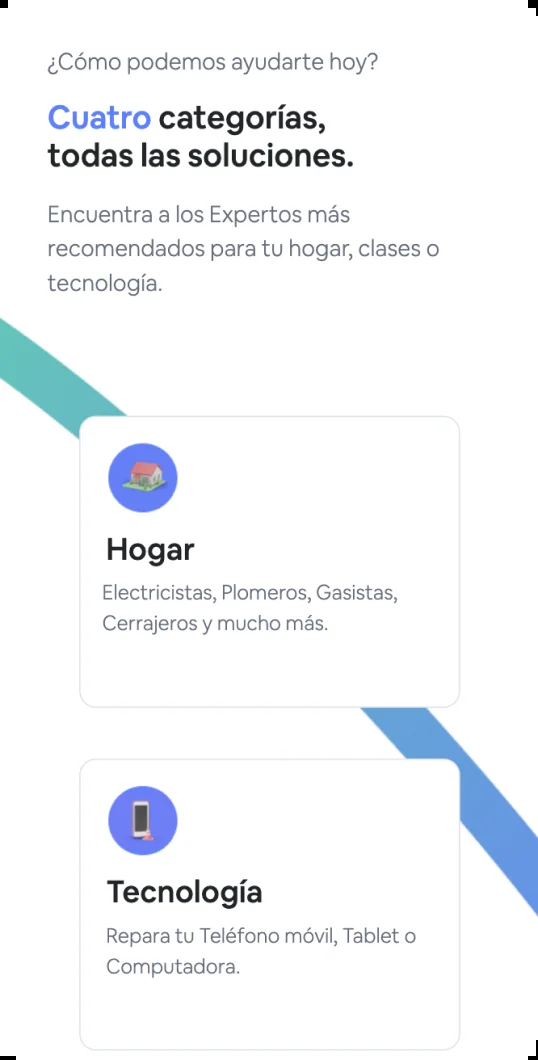 ¿Cómo podemos ayudarte hoy?
Cuatro categorías,
todas las soluciones.
Encuentra a los Expertos más
recomendados para tu hogar, clases o
tecnología.
Hogar
Electricistas, Plomeros, Gasistas,
Cerrajeros y mucho más.
Tecnología
Repara tu Teléfono móvil, Tablet o
Computadora.